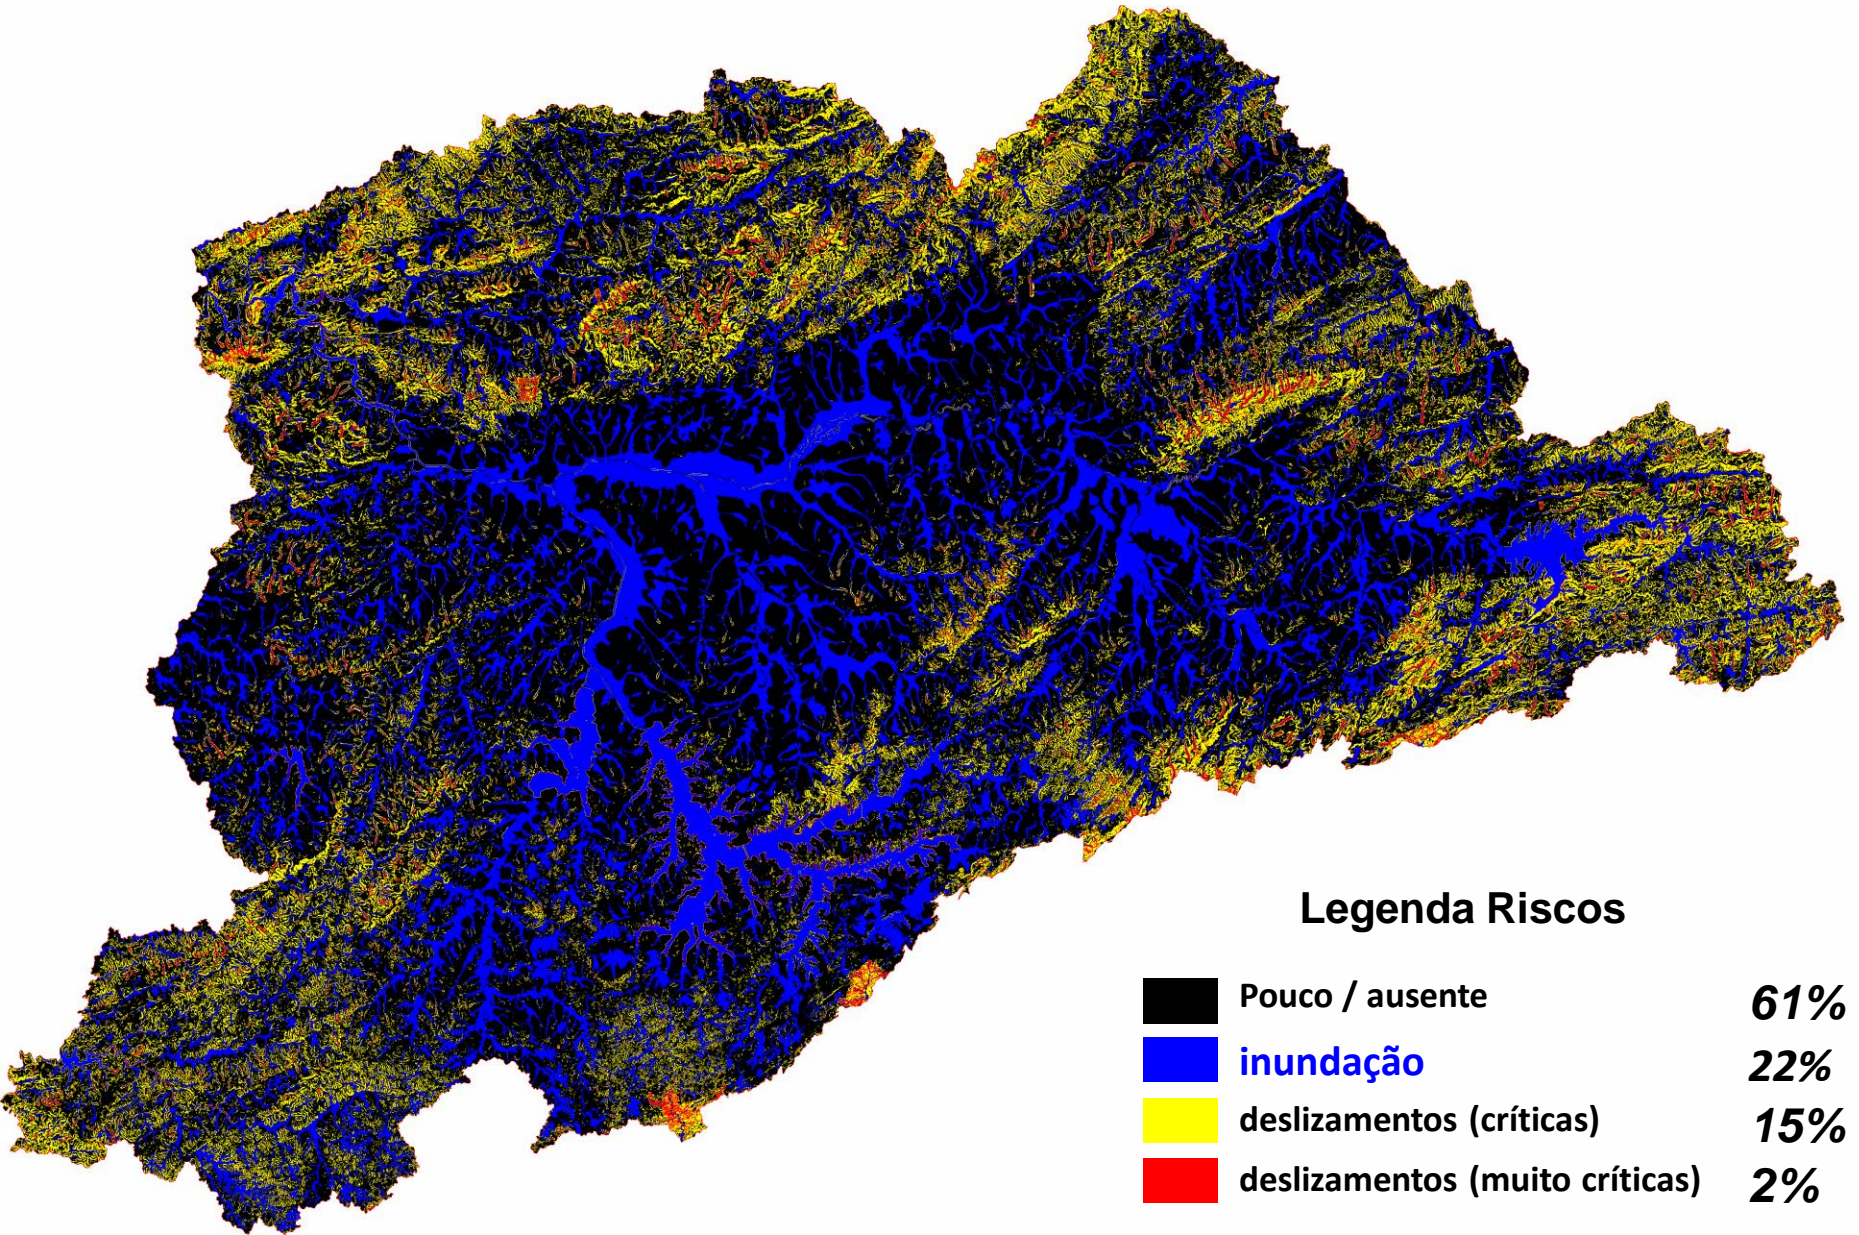 Legenda Riscos
Pouco / ausente 61%
inundação 22%
deslizamentos (críticas) 15%
deslizamentos (muito críticas) 2%